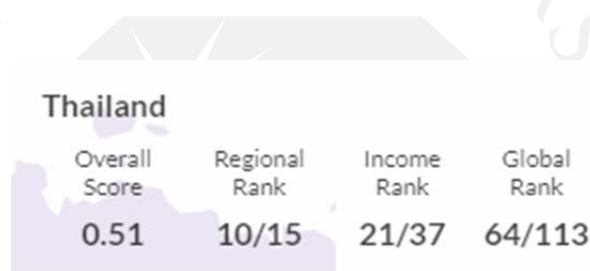 Thailand
Overall Score
Regional Rank
Income Rank
Global Rank
0.51 10/15 21/37 64/113